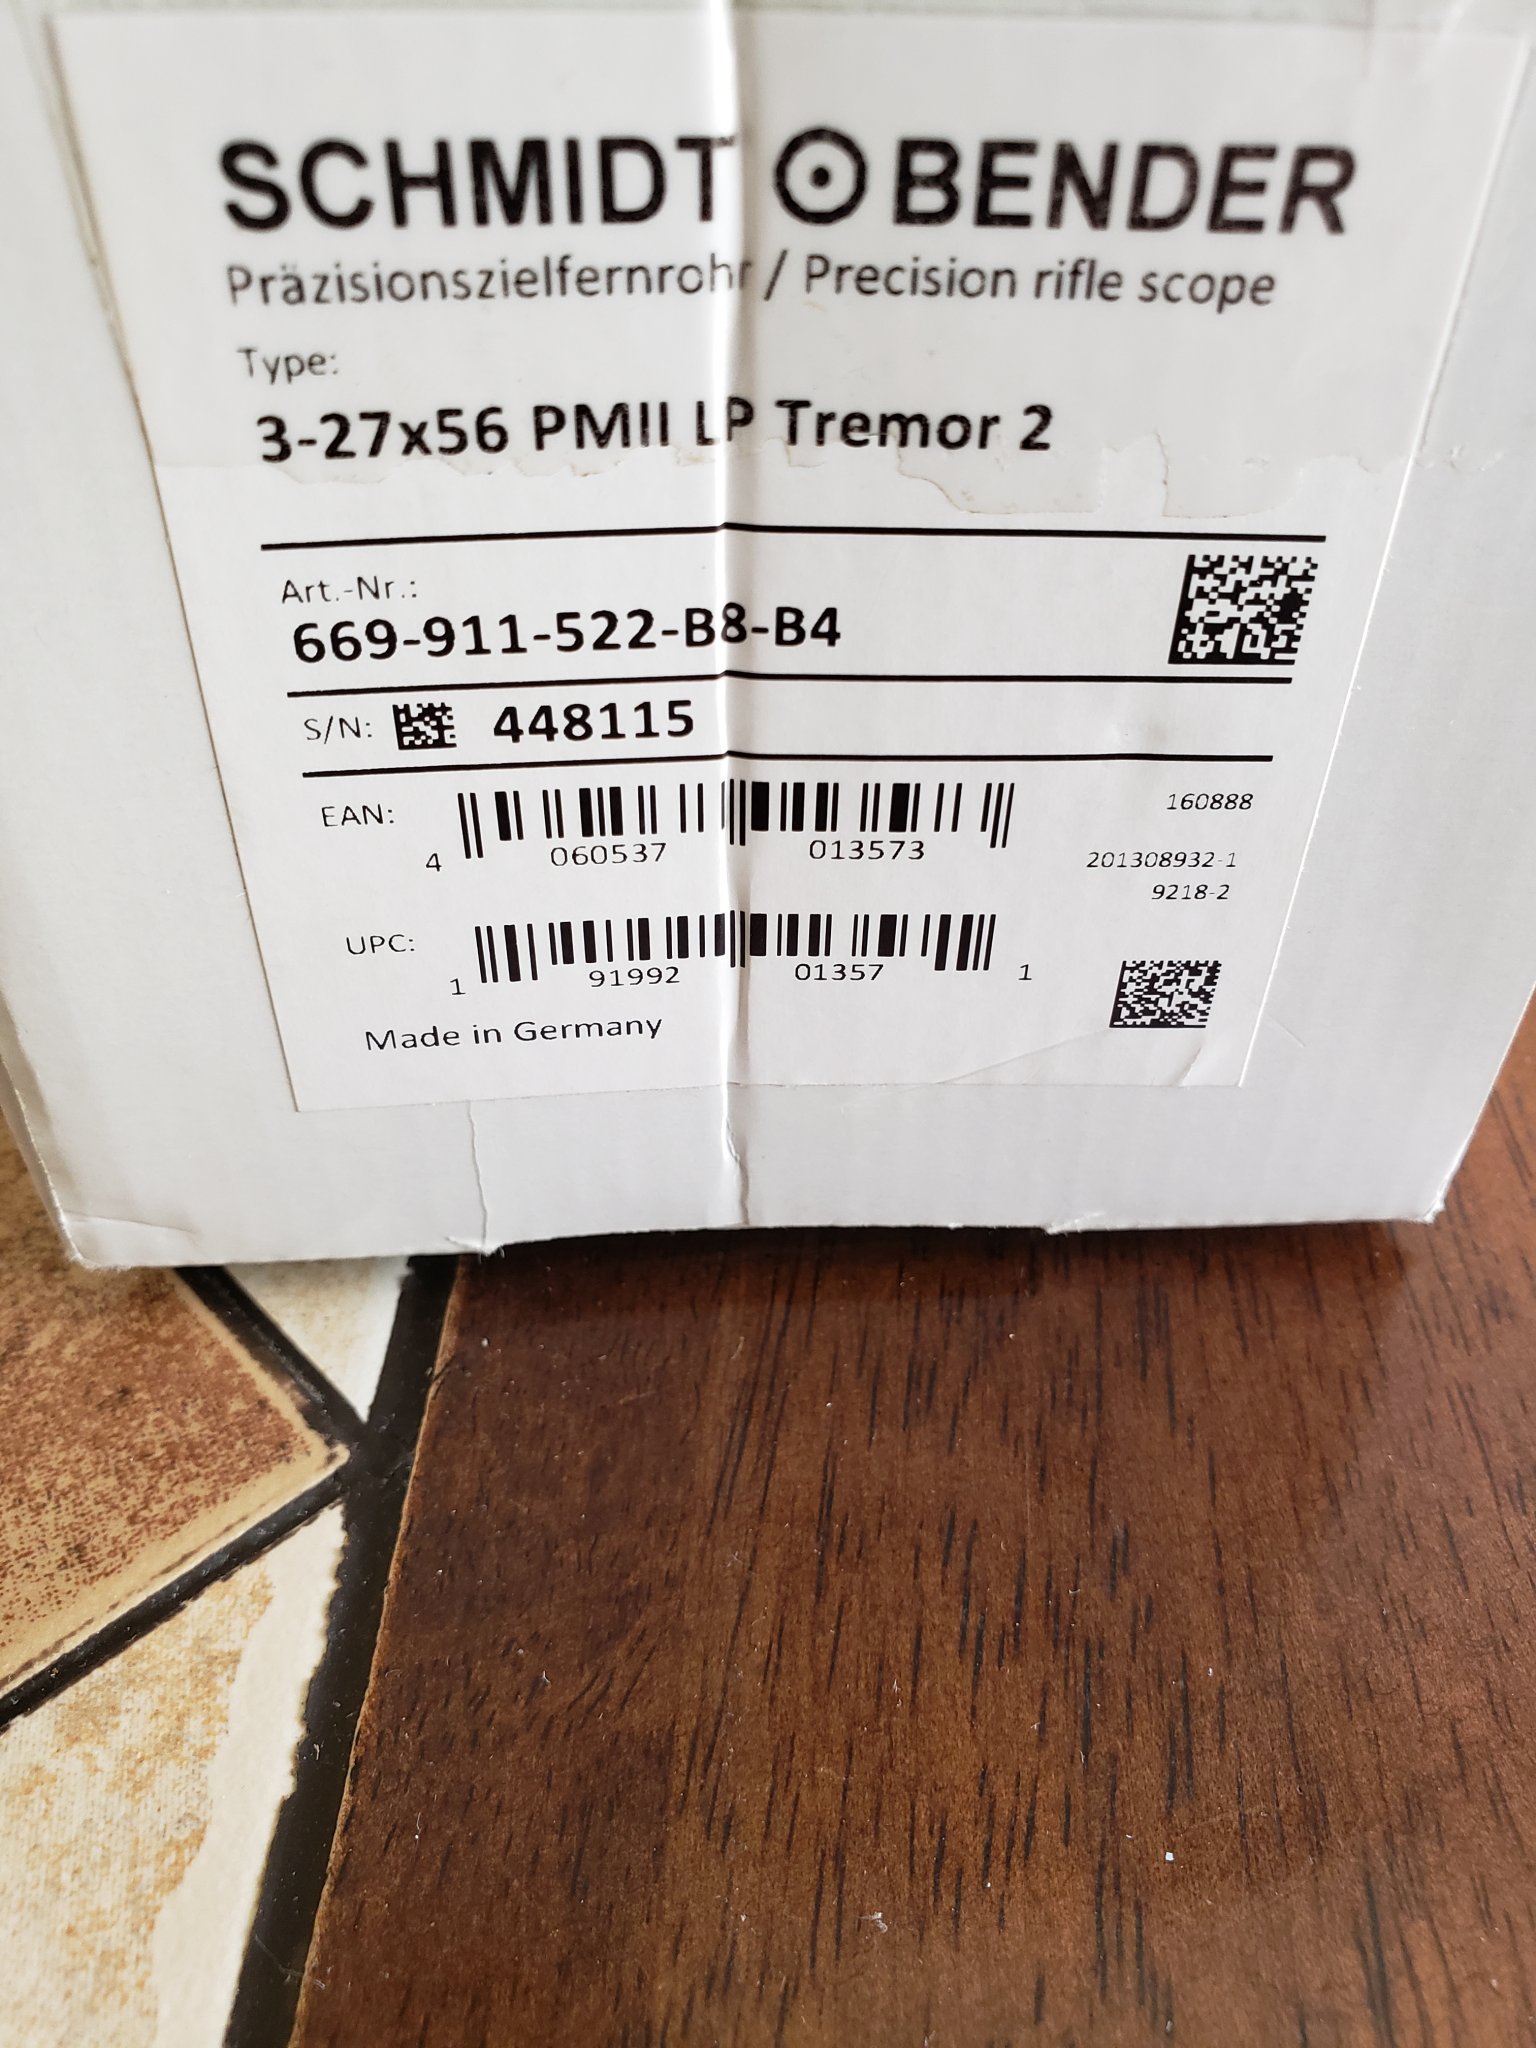 SCHMIDT BENDER
Präzisionszielfernrohr / Precision rifle scope
Type:
3-27x56 PMII LP Tremor 2
Art.-Nr.:
669-911-522-B8-B4
S/N: 448115
EAN:
4 060537 013573
160888
201308932-1
9218-2
UPC:
1 91992 01357 1
Made in Germany